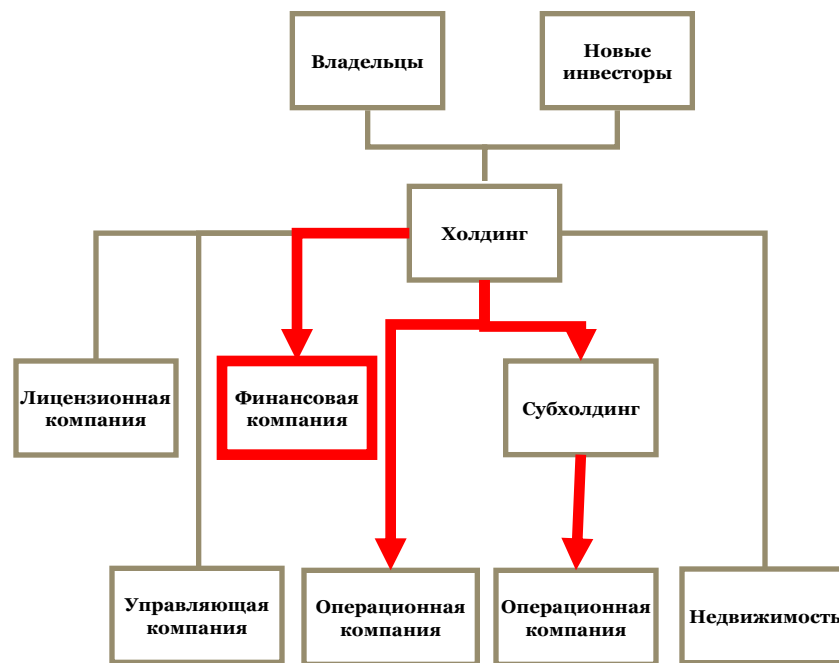 Владельцы
Новые
инвесторы
Холдинг
Лицензионная
компания
Финансовая
компания
Субхолдинг
Управляющая
компания
Операционная
компания
Операционная
компания
Недвижимость